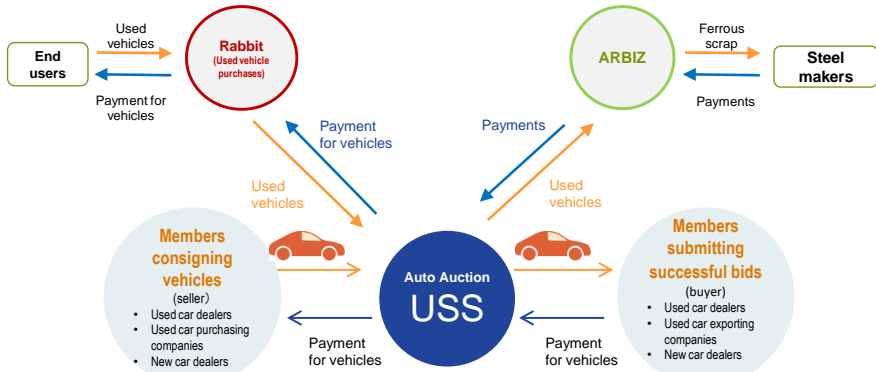 Used
vehicles
End
users
Payment for
vehicles
Rabbit
(Used vehicle
purchases)
ARBIZ
Ferrous
scrap
Steel
makers
Payments
Payment
for vehicles
Used
vehicles
Payments
Used
vehicles
Members
consigning
vehicles
(seller)
• Used car dealers
• Used car purchasing
companies
• New car dealers
Auto Auction
USS
Payment
for vehicles
Payment
for vehicles
Members
submitting
successful bids
(buyer)
• Used car dealers
• Used car exporting
companies
• New car dealers